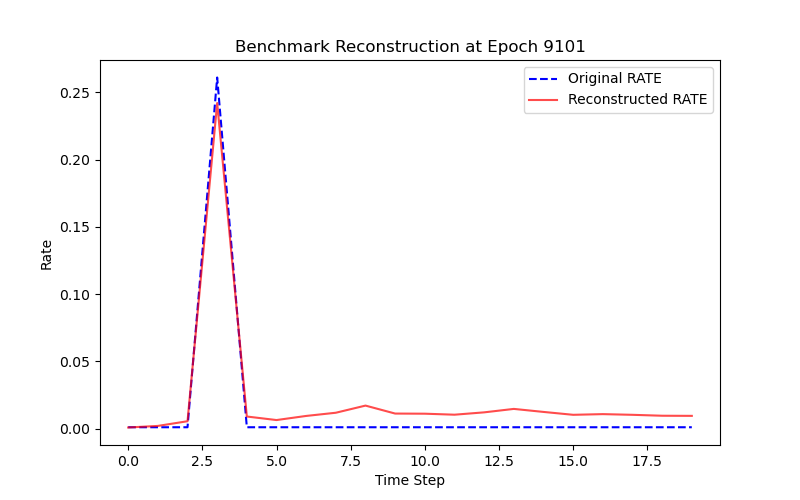 Benchmark Reconstruction at Epoch 9101
Original RATE
Reconstructed RATE
Rate
0.25
0.20
0.15
0.10
0.05
0.00
0.0 2.5 5.0 7.5 10.0 12.5 15.0 17.5
Time Step